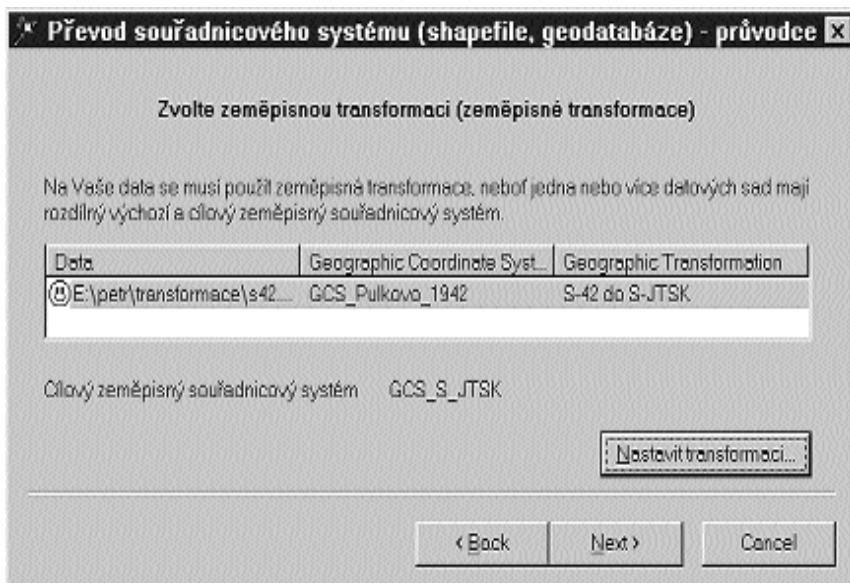 Převod souřadnicového systému (shapefile, geodatabáze) - průvodce
Zvolte zeměpisnou transformaci (zeměpisné transformace)
Na Vaše data se musí použít zeměpisná transformace, neboť jedna nebo více datových sad mají
rozdílný výchozí a cílový zeměpisný souřadnicový systém.
Data Geographic Coordinate Syst... Geographic Transformation
E:\petr\transformace\s42.... GCS_Pulkovo_1942 S-42 do S-JTSK
Cílový zeměpisný souřadnicový systém GCS_S_JTSK
Nastavit transformaci...
< Back Next > Cancel